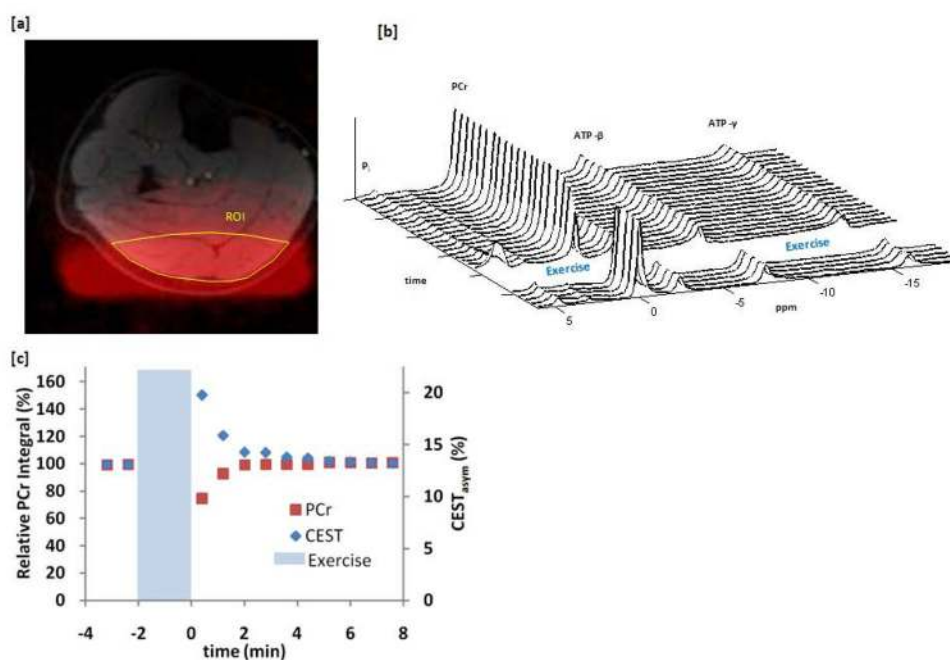 [a]
ROI
[b]
PCr
ATP -β
ATP -γ
Pi
Exercise
Exercise
time
5
0
-5
-10
-15
ppm
[c]
Relative PCr Integral (%)
160
140
120
100
80
60
40
20
0
20
15
10
5
0
CESTasym (%)
PCr
CEST
Exercise
-4 -2 0 2 4 6 8
time (min)